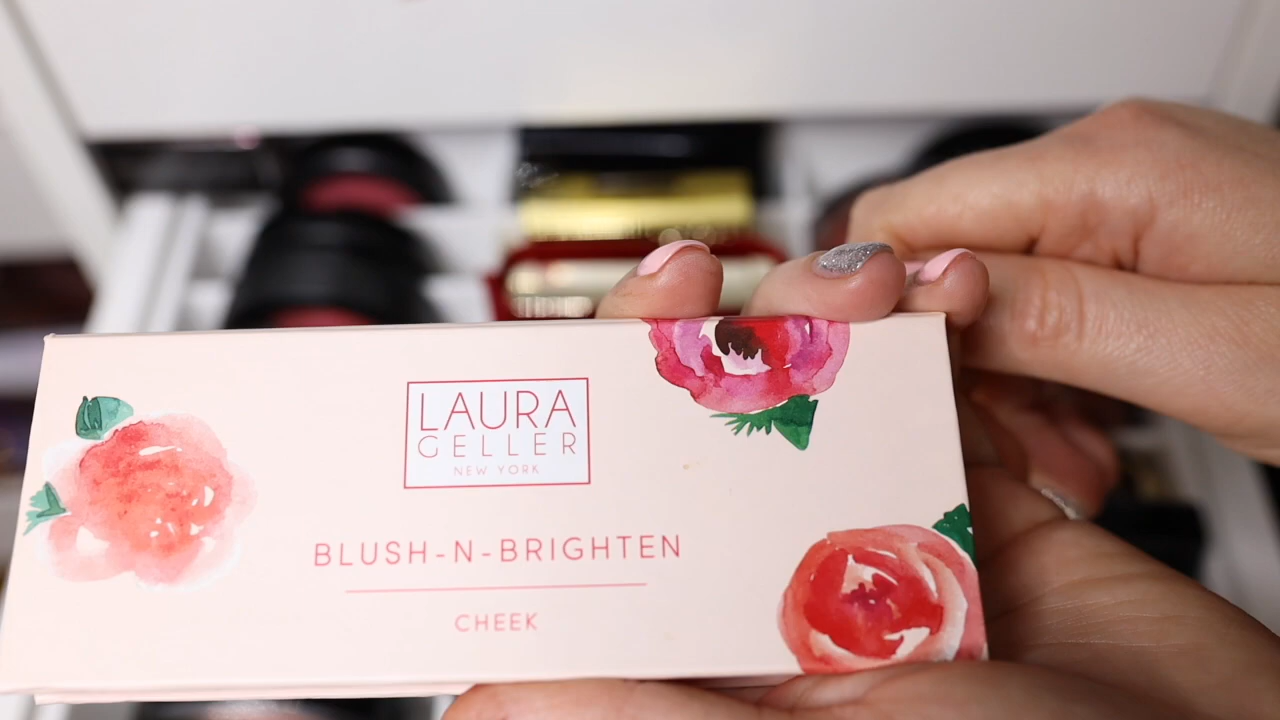 LAURA
GELLER
NEW YORK
BLUSH-N-BRIGHTEN
CHEEK